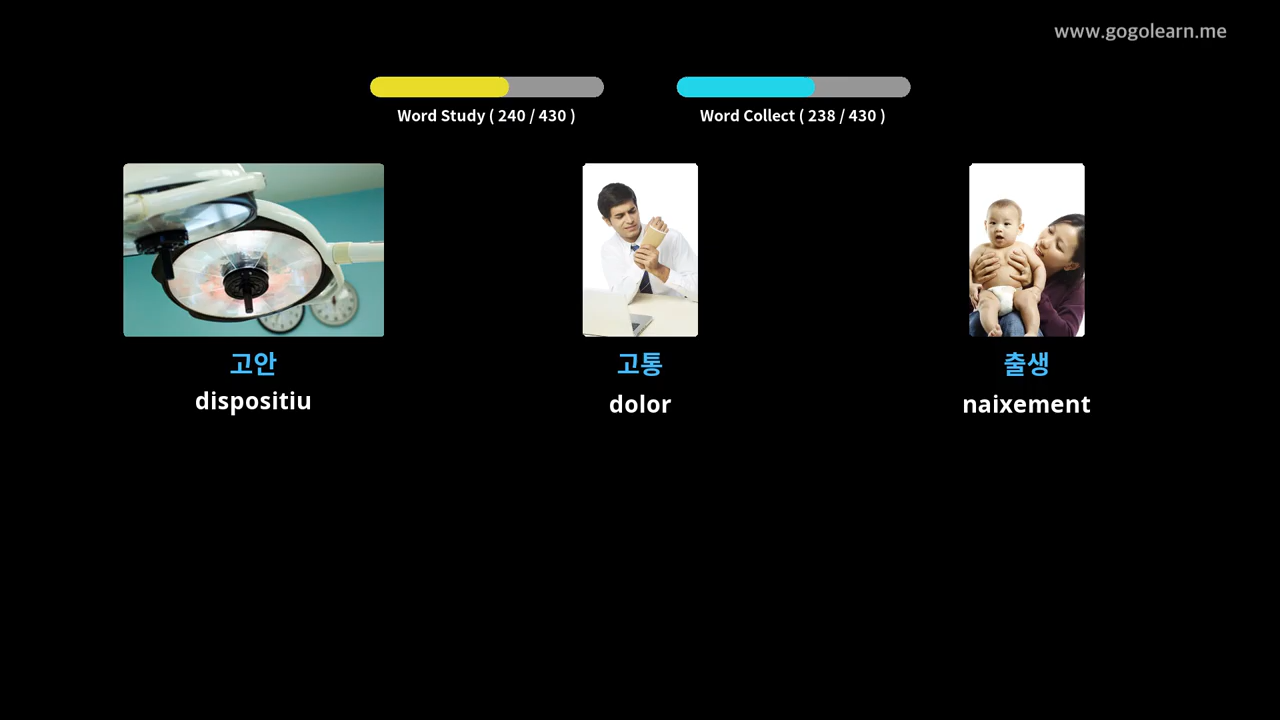 www.gogolearn.me
Word Study ( 240 / 430 )
Word Collect ( 238 / 430 )
고안
고통
출생
dispositiu
dolor
naixement